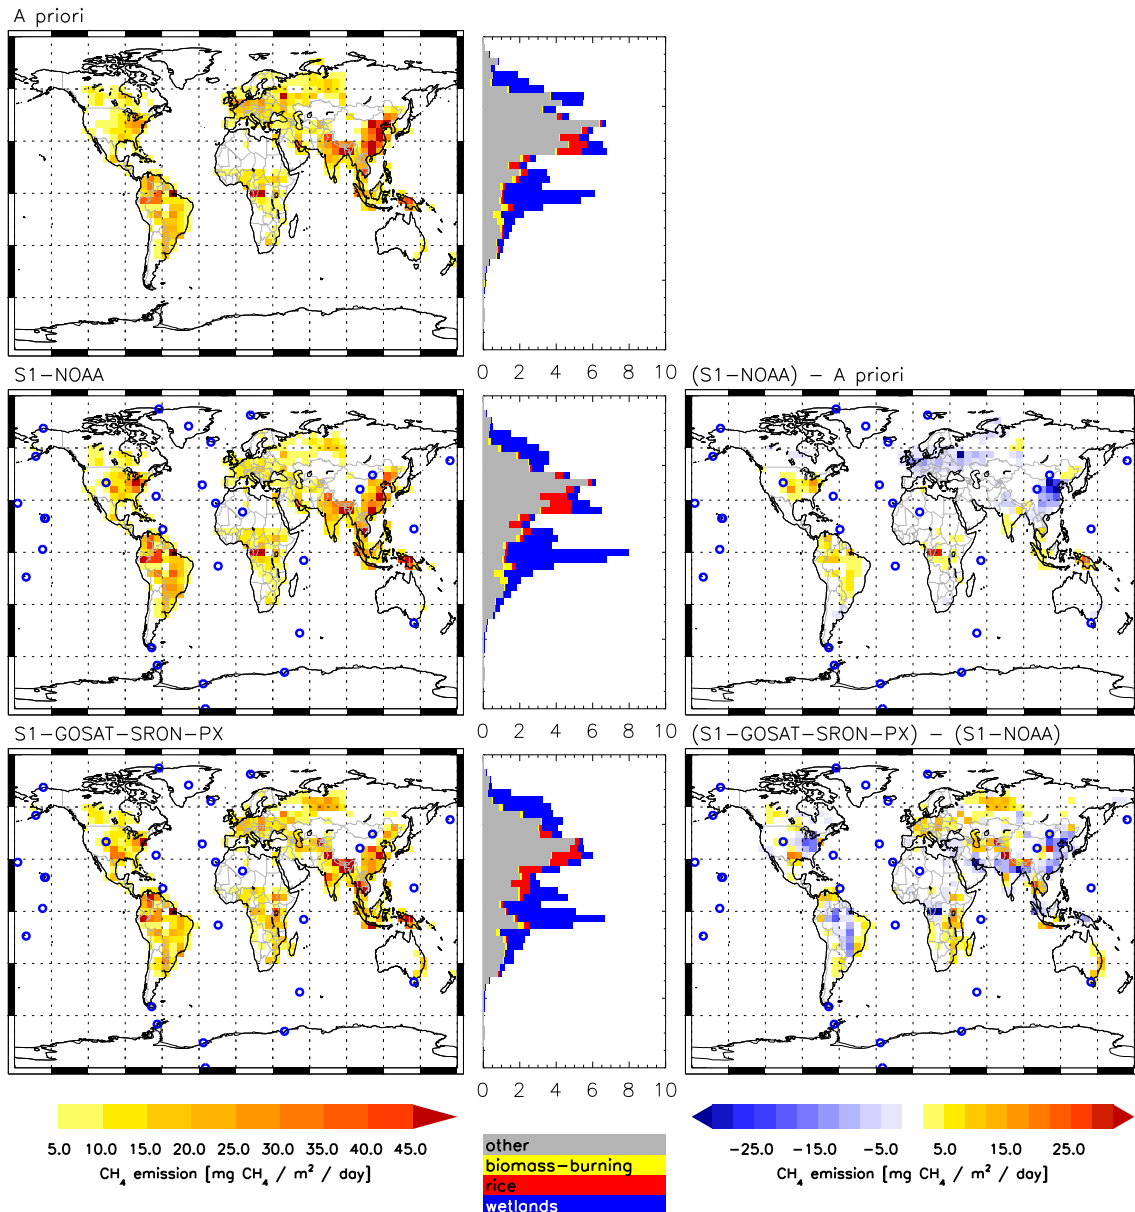 A priori
0 2 4 6 8 10
S1-NOAA
(S1-NOAA) - A priori
0 2 4 6 8 10
S1-GOSAT-SRON-PX
(S1-GOSAT-SRON-PX) - (S1-NOAA)
0 2 4 6 8 10
5.0 10.0 15.0 20.0 25.0 30.0 35.0 40.0 45.0
CH₄ emission [mg CH₄ / m² / day]
other
biomass-burning
rice
wetlands
-25.0 -15.0 -5.0 5.0 15.0 25.0
CH₄ emission [mg CH₄ / m² / day]